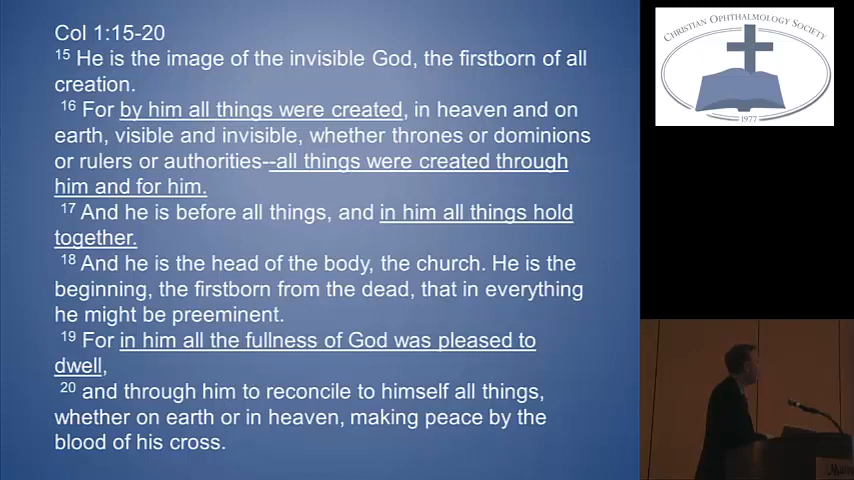 Col 1:15-20
15 He is the image of the invisible God, the firstborn of all
creation.
16 For by him all things were created, in heaven and on
earth, visible and invisible, whether thrones or dominions
or rulers or authorities--all things were created through
him and for him.
17 And he is before all things, and in him all things hold
together.
18 And he is the head of the body, the church. He is the
beginning, the firstborn from the dead, that in everything
he might be preeminent.
19 For in him all the fullness of God was pleased to
dwell,
20 and through him to reconcile to himself all things,
whether on earth or in heaven, making peace by the
blood of his cross.
CHRISTIAN OPHTHALMOLOGY SOCIETY
1977